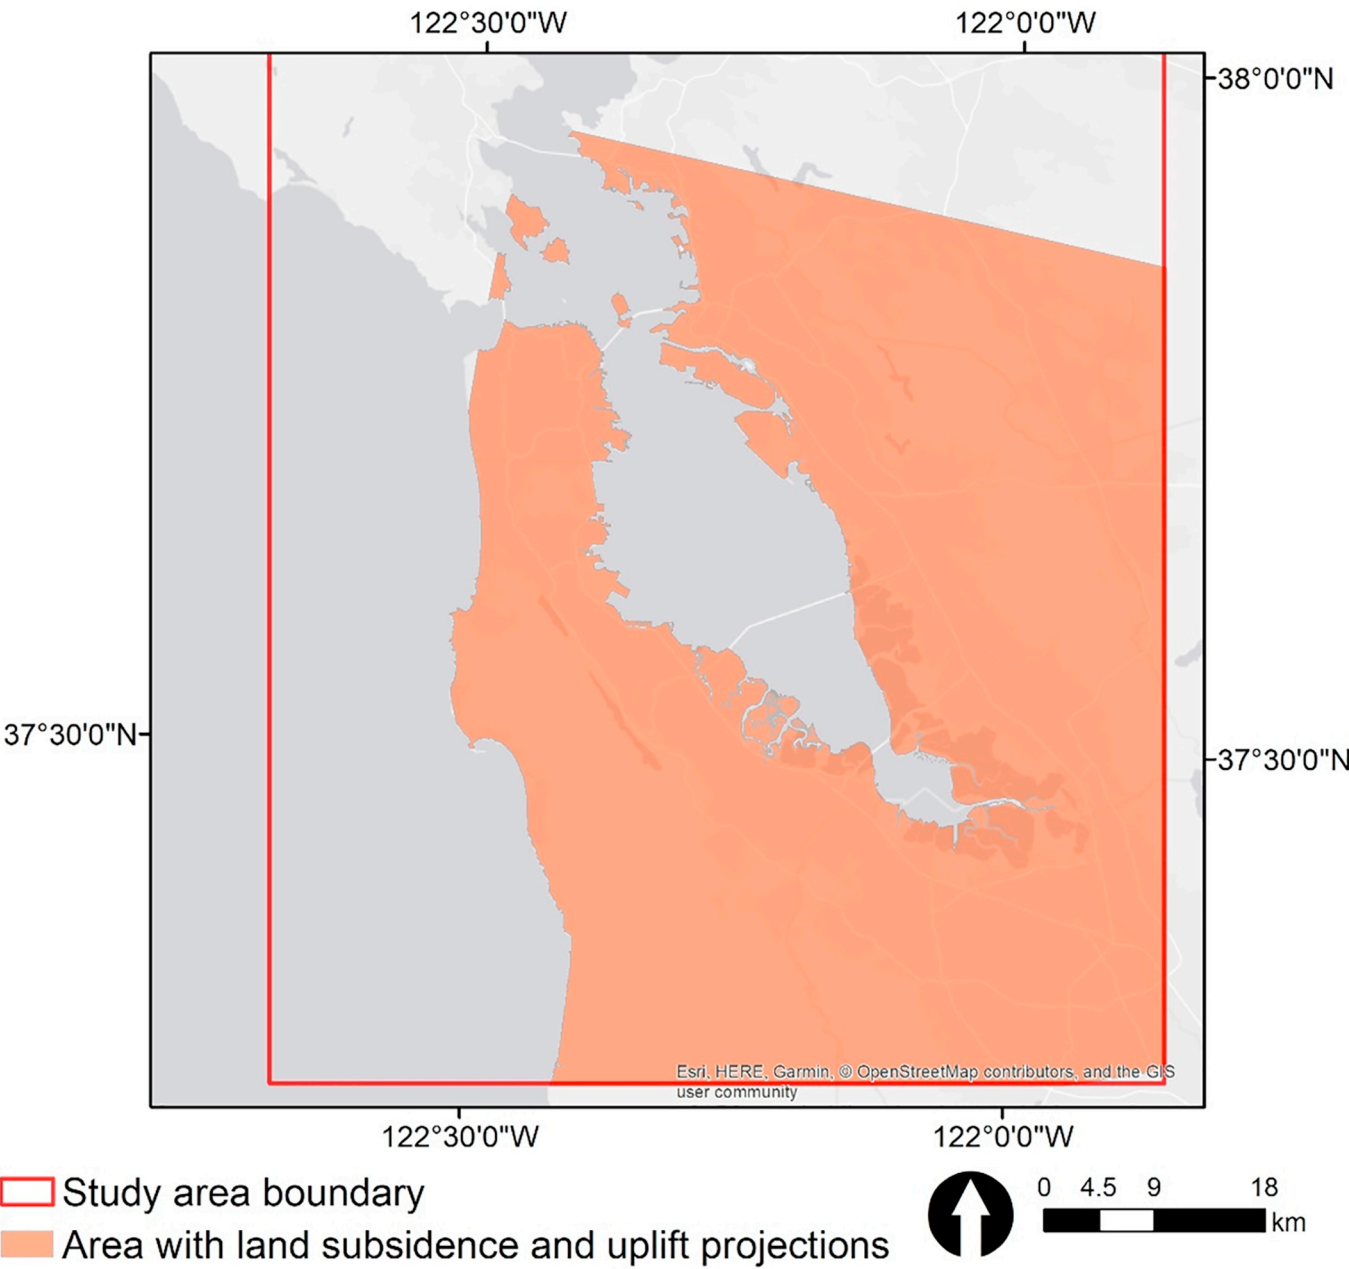 122°30'0"W 122°0'0"W
38°0'0"N
37°30'0"N
37°30'0"N
Esri, HERE, Garmin, © OpenStreetMap contributors, and the GIS
user community
122°30'0"W 122°0'0"W
Study area boundary
Area with land subsidence and uplift projections
0 4.5 9 18
km